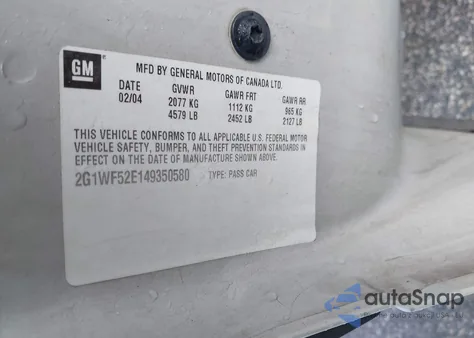 GM
MFD BY GENERAL MOTORS OF CANADA LTD.
DATE GVWR GAWR FRT GAWR RR
02/04 2077 KG 1112 KG 965 KG
4579 LB 2452 LB 2127 LB
THIS VEHICLE CONFORMS TO ALL APPLICABLE U.S. FEDERAL MOTOR
VEHICLE SAFETY, BUMPER, AND THEFT PREVENTION STANDARDS IN
EFFECT ON THE DATE OF MANUFACTURE SHOWN ABOVE.
2G1WF52E149350580 TYPE: PASS CAR
autoSnap